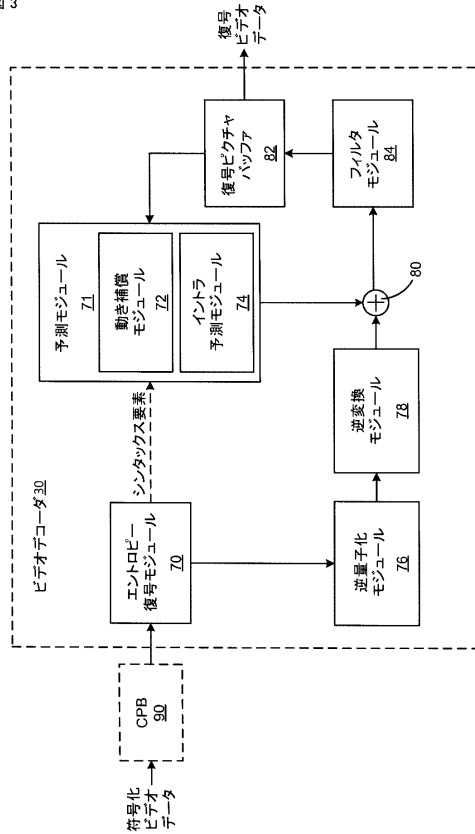 図3
ビデオデコーダ 30
符号化
ビデオ
データ
CPB
90
エントロピー
復号モジュール
70
シンタックス要素
予測モジュール
71
動き補償
モジュール
72
イントラ
予測モジュール
74
逆量子化
モジュール
76
逆変換
モジュール
78
80
フィルタ
モジュール
84
復号ピクチャ
バッファ
82
復号
ビデオ
データ